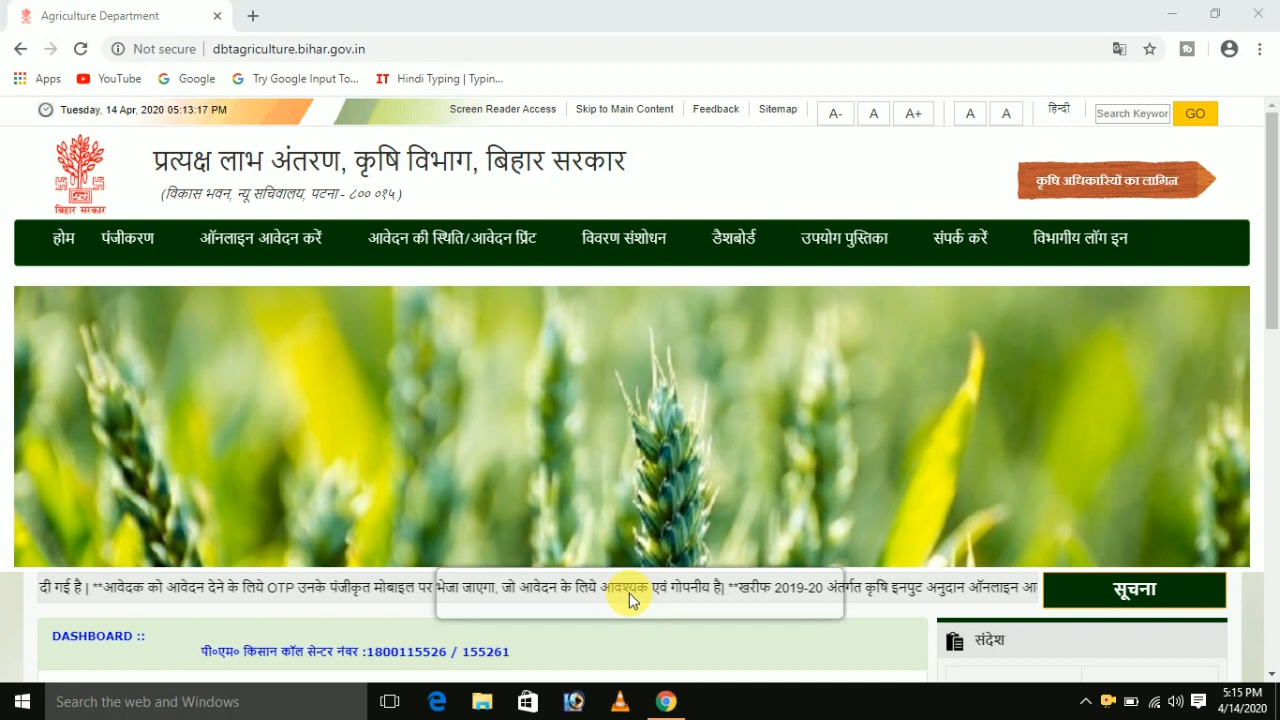 Agriculture Department
Not secure
dbtagriculture.bihar.gov.in
Apps YouTube Google Try Google Input To... IT Hindi Typing | Typin...
Tuesday, 14 Apr, 2020 05:13:17 PM
Screen Reader Access Skip to Main Content Feedback Sitemap A- A A+ A A हिन्दी Search Keywor GO
प्रत्यक्ष लाभ अंतरण, कृषि विभाग, बिहार सरकार
(विकास भवन, न्यू सचिवालय, पटना - ८०० ०१५ )
बिहार सरकार
कृषि अधिकारियों का लागिन
होम पंजीकरण ऑनलाइन आवेदन करें आवेदन की स्थिति/आवेदन प्रिंट विवरण संशोधन डैशबोर्ड उपयोग पुस्तिका संपर्क करें विभागीय लॉग इन
दी गई है | **आवेदक को आवेदन देने के लिये OTP उनके पंजीकृत मोबाइल पर भेजा जाएगा, जो आवेदन के लिये आवश्यक एवं गोपनीय है| **खरीफ 2019-20 अंतर्गत कृषि इनपुट अनुदान ऑनलाइन आ
सूचना
DASHBOARD ::
पी०एम० किसान कॉल सेन्टर नंबर :1800115526 / 155261
संदेश
Search the web and Windows
5:15 PM
4/14/2020